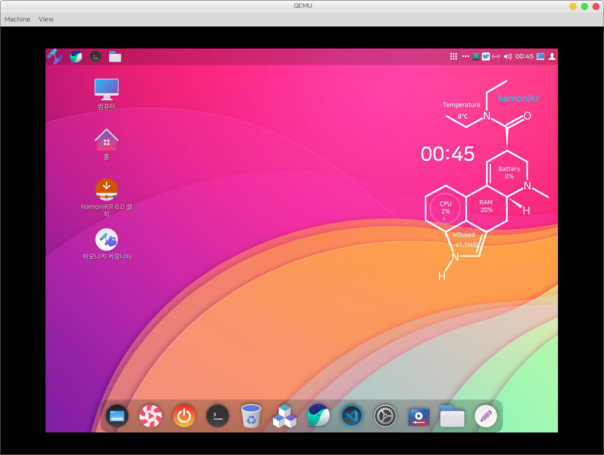 QEMU
Machine View
00:45
컴퓨터
홈
HamoniKR 6.0 설
치
하모니카 커뮤니티
hamonikr
Temperature
0°C
N
O
00:45
Battery
0%
N
CPU
2%
RAM
20%
H
HDused
N
H